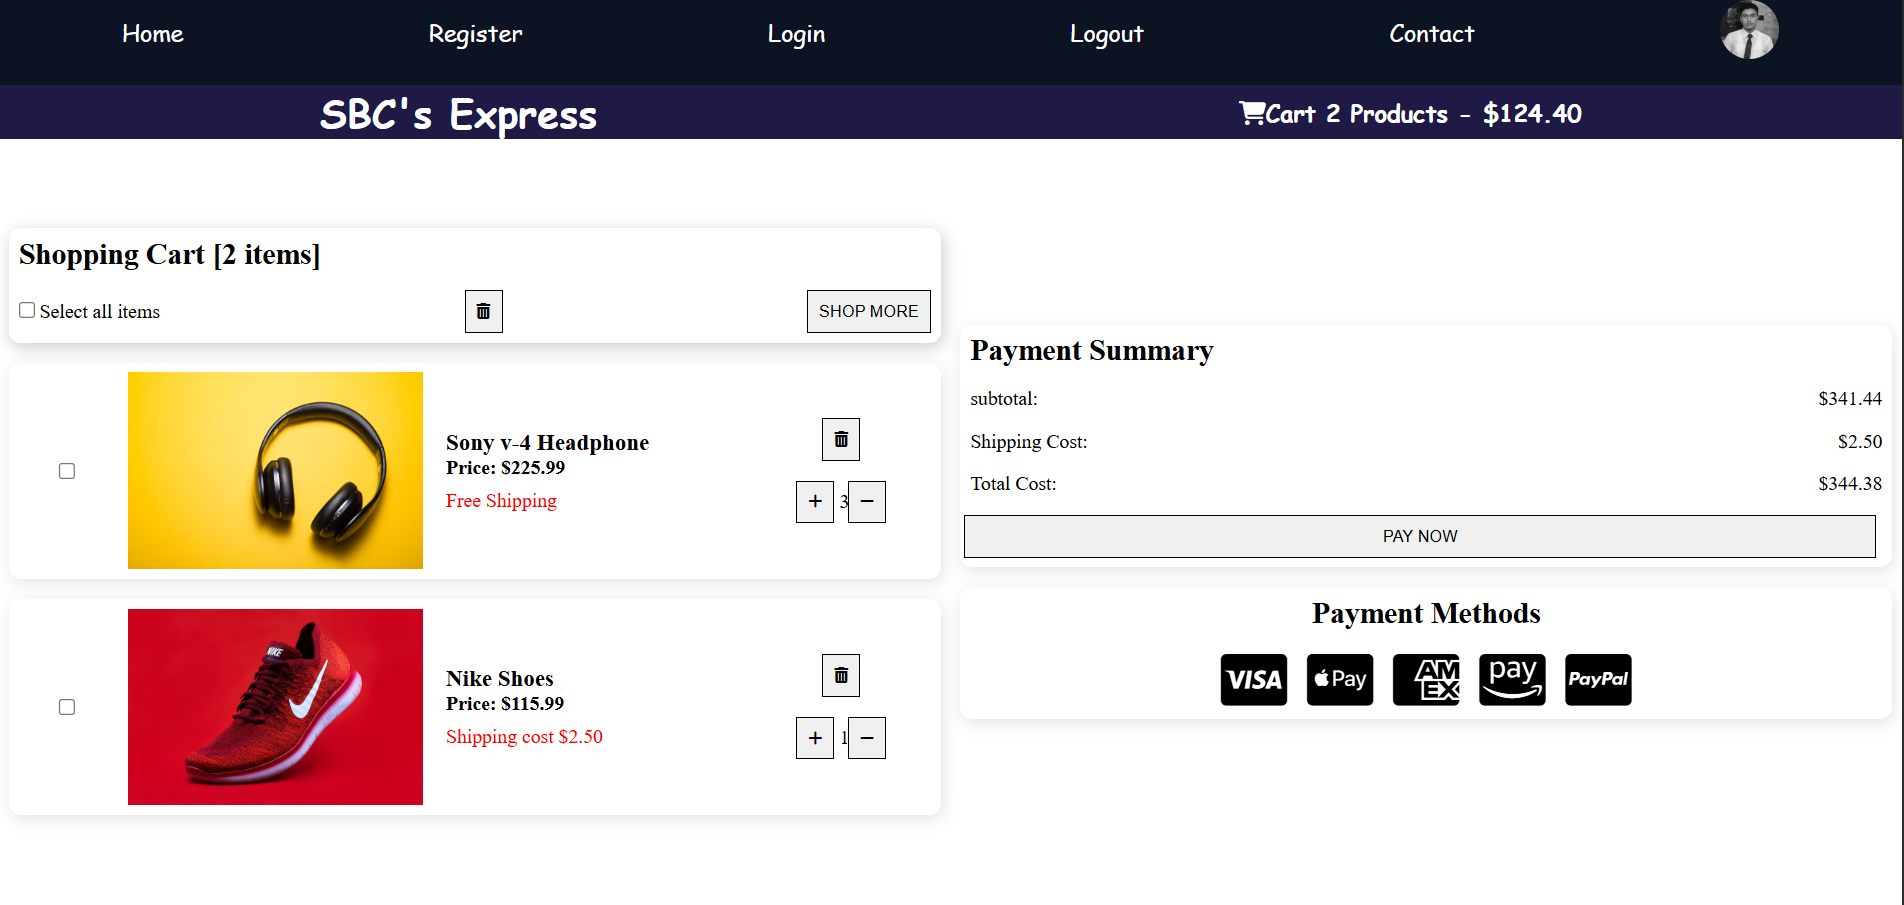 Home Register Login Logout Contact
SBC's Express
Cart 2 Products - $124.40
Shopping Cart [2 items]
Select all items
SHOP MORE
Sony v-4 Headphone
Price: $225.99
Free Shipping
+ 3 −
NIKE
Nike Shoes
Price: $115.99
Shipping cost $2.50
+ 1 −
Payment Summary
subtotal: $341.44
Shipping Cost: $2.50
Total Cost: $344.38
PAY NOW
Payment Methods
VISA Pay AM EX pay PayPal